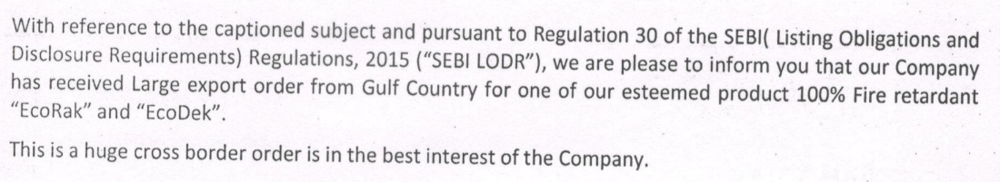 With reference to the captioned subject and pursuant to Regulation 30 of the SEBI( Listing Obligations and
Disclosure Requirements) Regulations, 2015 (“SEBI LODR”), we are please to inform you that our Company
has received Large export order from Gulf Country for one of our esteemed product 100% Fire retardant
“EcoRak” and “EcoDek”.
This is a huge cross border order is in the best interest of the Company.